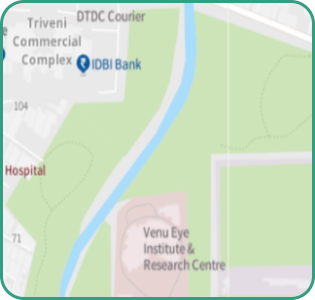 DTDC Courier
Triveni
Commercial
Complex
IDBI Bank
104
Hospital
71
Venu Eye
Institute &
Research Centre